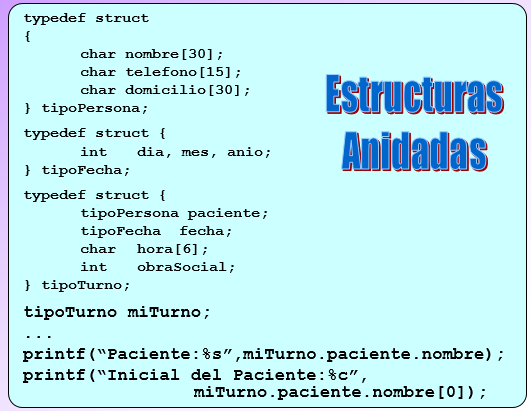 typedef struct
{
char nombre[30];
char telefono[15];
char domicilio[30];
} tipoPersona;
typedef struct {
int dia, mes, anio;
} tipoFecha;
typedef struct {
tipoPersona paciente;
tipoFecha fecha;
char hora[6];
int obraSocial;
} tipoTurno;
tipoTurno miTurno;
...
printf(“Paciente:%s”,miTurno.paciente.nombre);
printf(“Inicial del Paciente:%c”,
miTurno.paciente.nombre[0]);
Estructuras
Anidadas